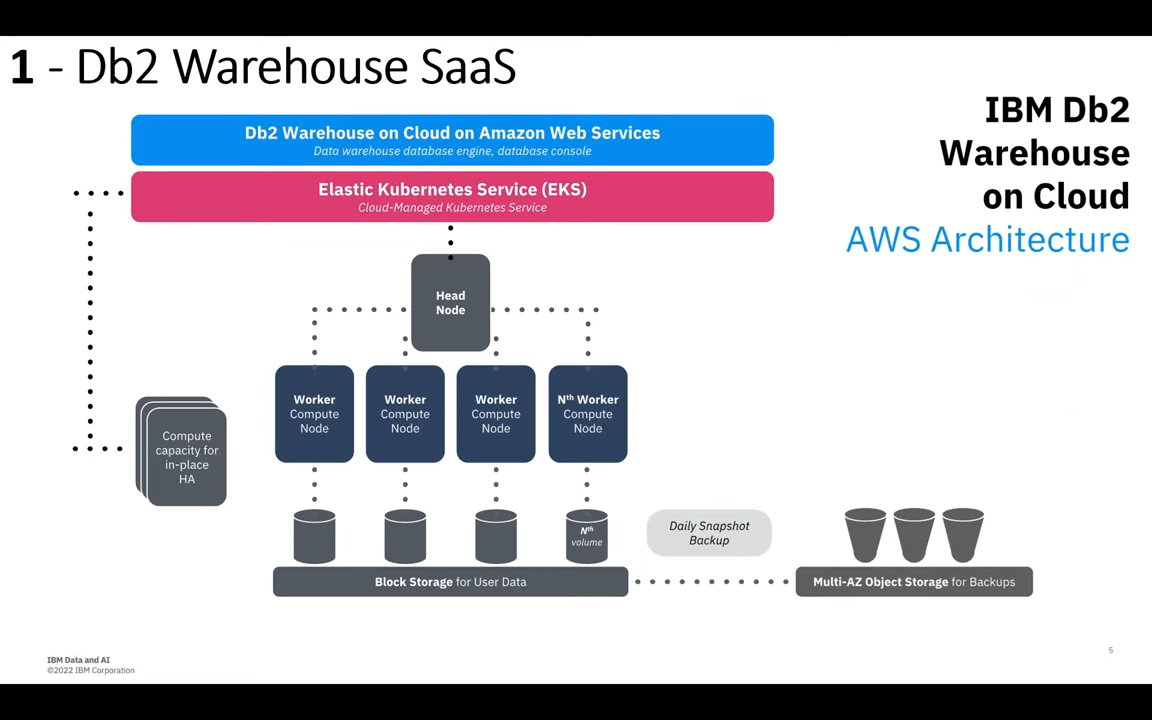 1 - Db2 Warehouse SaaS
IBM Db2
Warehouse
on Cloud
AWS Architecture
Db2 Warehouse on Cloud on Amazon Web Services
Data warehouse database engine, database console
Elastic Kubernetes Service (EKS)
Cloud-Managed Kubernetes Service
Head
Node
Worker
Compute
Node
Worker
Compute
Node
Worker
Compute
Node
Nth Worker
Compute
Node
Compute
capacity for
in-place
HA
Nth
volume
Daily Snapshot
Backup
Block Storage for User Data
Multi-AZ Object Storage for Backups
IBM Data and AI
©2022 IBM Corporation
5